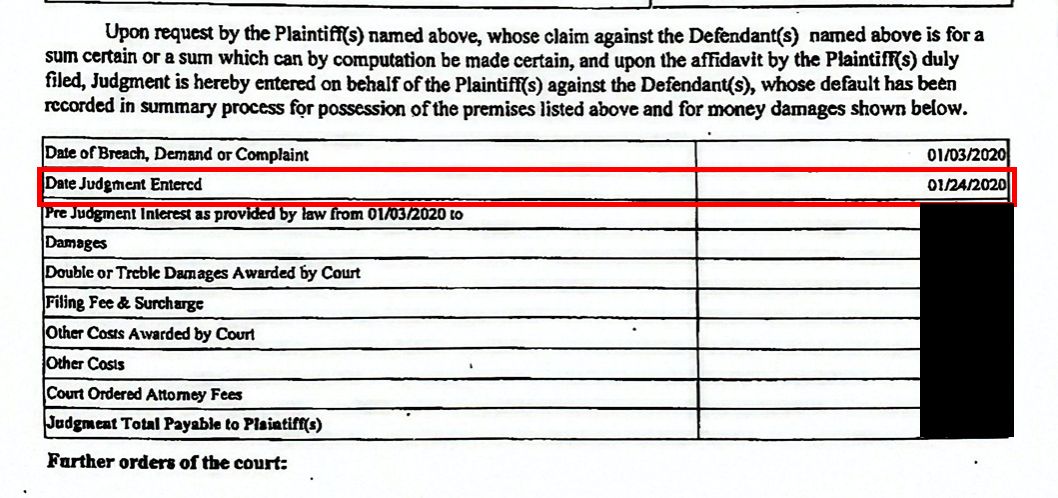 Upon request by the Plaintiff(s) named above, whose claim against the Defendant(s) named above is for a
sum certain or a sum which can by computation be made certain, and upon the affidavit by the Plaintiff(s) duly
filed, Judgment is hereby entered on behalf of the Plaintiff(s) against the Defendant(s), whose default has been
recorded in summary process for possession of the premises listed above and for money damages shown below.
Date of Breach, Demand or Complaint 01/03/2020
Date Judgment Entered 01/24/2020
Pre Judgment Interest as provided by law from 01/03/2020 to
Damages
Double or Treble Damages Awarded by Court
Filing Fee & Surcharge
Other Costs Awarded by Court
Other Costs
Court Ordered Attorney Fees
Judgment Total Payable to Plaintiff(s)
Further orders of the court: